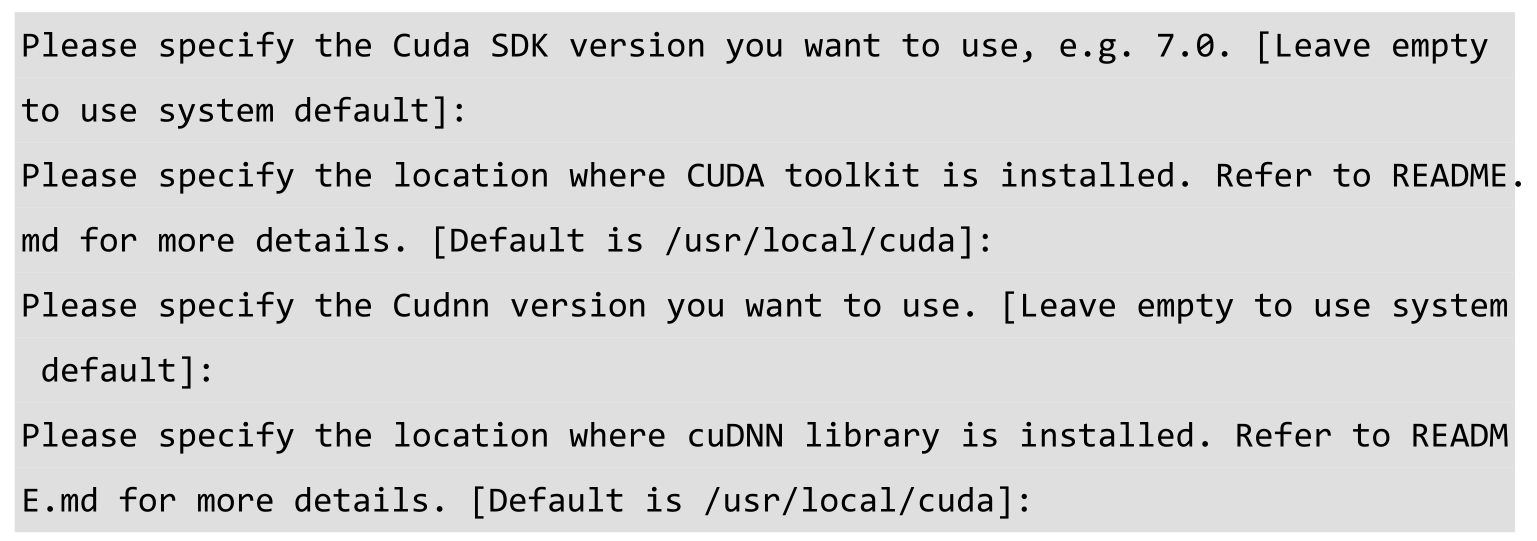 Please specify the Cuda SDK version you want to use, e.g. 7.0. [Leave empty
to use system default]:
Please specify the location where CUDA toolkit is installed. Refer to README.
md for more details. [Default is /usr/local/cuda]:
Please specify the Cudnn version you want to use. [Leave empty to use system
 default]:
Please specify the location where cuDNN library is installed. Refer to READM
E.md for more details. [Default is /usr/local/cuda]: